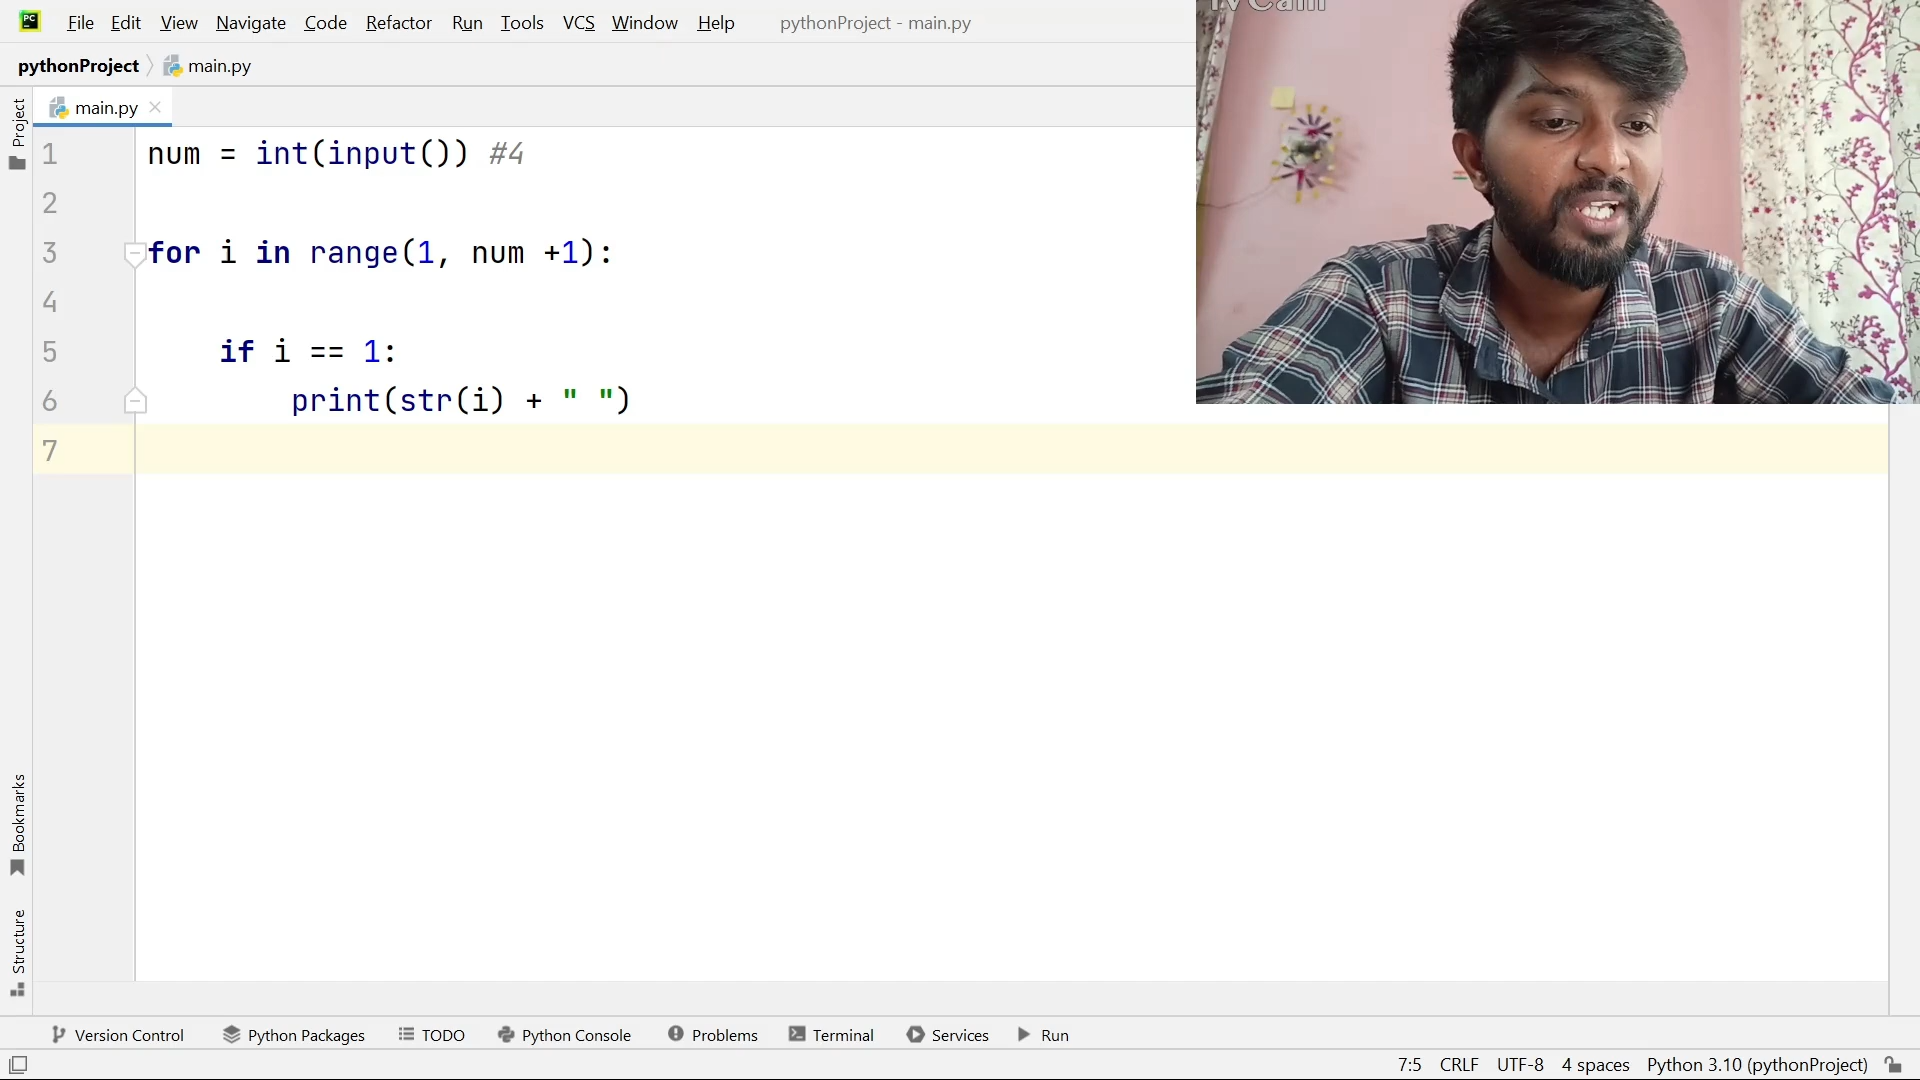 PC File Edit View Navigate Code Refactor Run Tools VCS Window Help pythonProject - main.py
pythonProject main.py
main.py
Project
1 num = int(input()) #4
2
3 for i in range(1, num +1):
4
5 if i == 1:
6 print(str(i) + " ")
7
Bookmarks
Structure
Version Control Python Packages TODO Python Console Problems Terminal Services Run
7:5 CRLF UTF-8 4 spaces Python 3.10 (pythonProject)